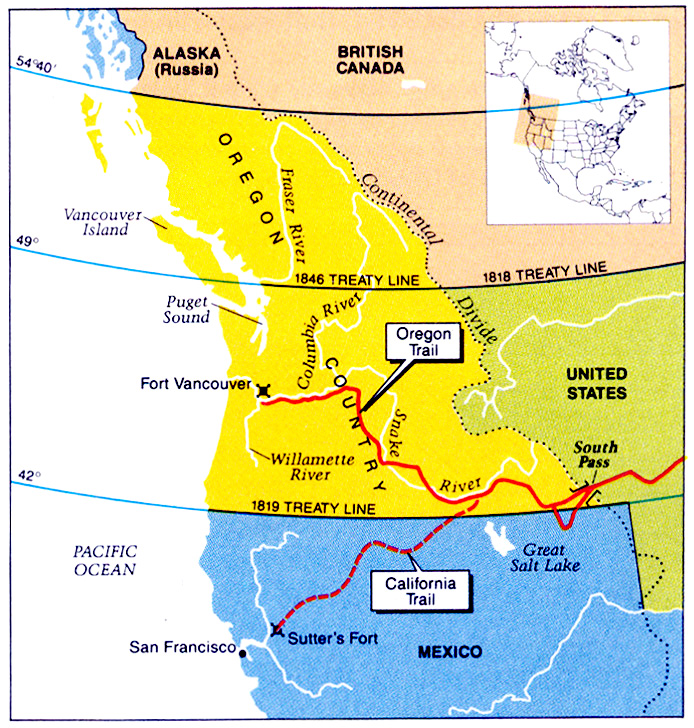 ALASKA
(Russia)
BRITISH
CANADA
54°40'
OREGON
COUNTRY
Fraser River
Continental
Divide
Vancouver
Island
49°
1846 TREATY LINE
1818 TREATY LINE
Puget
Sound
Columbia River
Oregon
Trail
Fort Vancouver
UNITED
STATES
Snake
River
South
Pass
Willamette
River
42°
1819 TREATY LINE
PACIFIC
OCEAN
Great
Salt Lake
California
Trail
Sutter's Fort
San Francisco
MEXICO